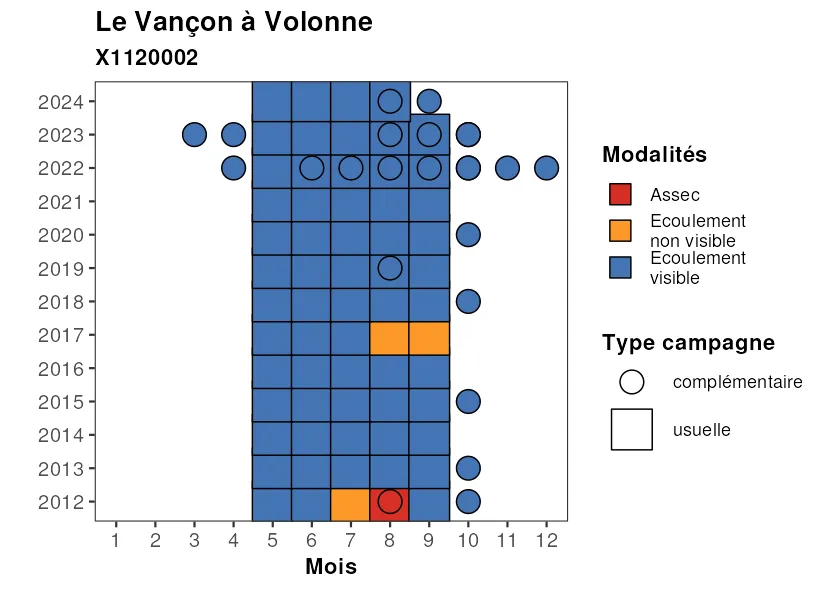 Le Vançon à Volonne
X1120002
2024
2023
2022
2021
2020
2019
2018
2017
2016
2015
2014
2013
2012
1 2 3 4 5 6 7 8 9 10 11 12
Mois
Modalités
Assec
Ecoulement
non visible
Ecoulement
visible
Type campagne
complémentaire
usuelle